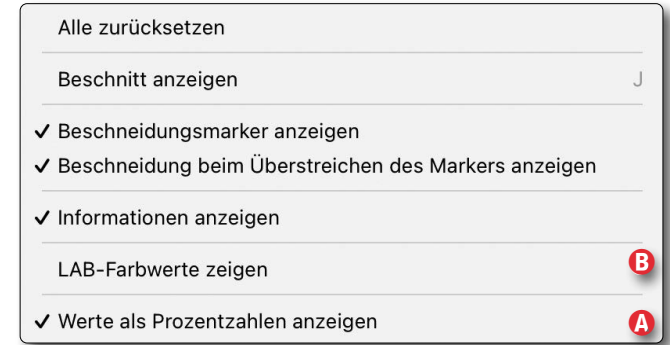 Alle zurücksetzen
Beschnitt anzeigen J
✓ Beschneidungsmarker anzeigen
✓ Beschneidung beim Überstreichen des Markers anzeigen
✓ Informationen anzeigen
LAB-Farbwerte zeigen B
✓ Werte als Prozentzahlen anzeigen A